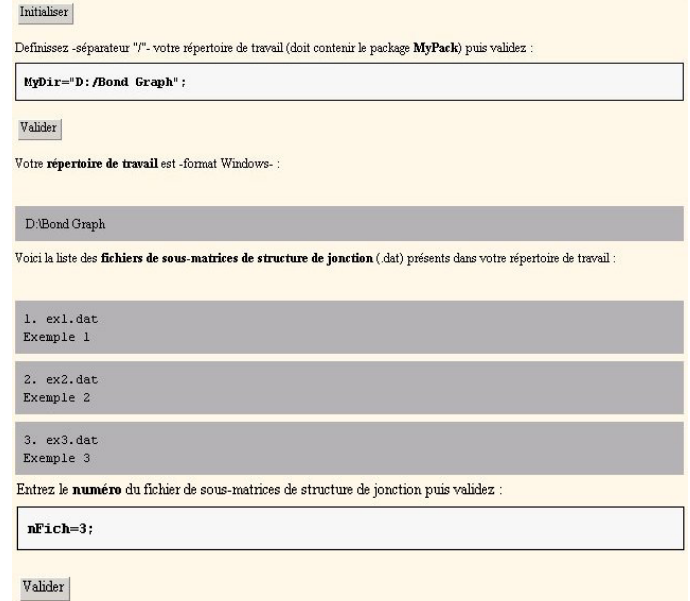 Initialiser
Definissez -séparateur "/"- votre répertoire de travail (doit contenir le package MyPack) puis validez :
MyDir="D:/Bond Graph";
Valider
Votre répertoire de travail est -format Windows- :
D:\Bond Graph
Voici la liste des fichiers de sous-matrices de structure de jonction (.dat) présents dans votre répertoire de travail :
1. ex1.dat
Exemple 1
2. ex2.dat
Exemple 2
3. ex3.dat
Exemple 3
Entrez le numéro du fichier de sous-matrices de structure de jonction puis validez :
nFich=3;
Valider